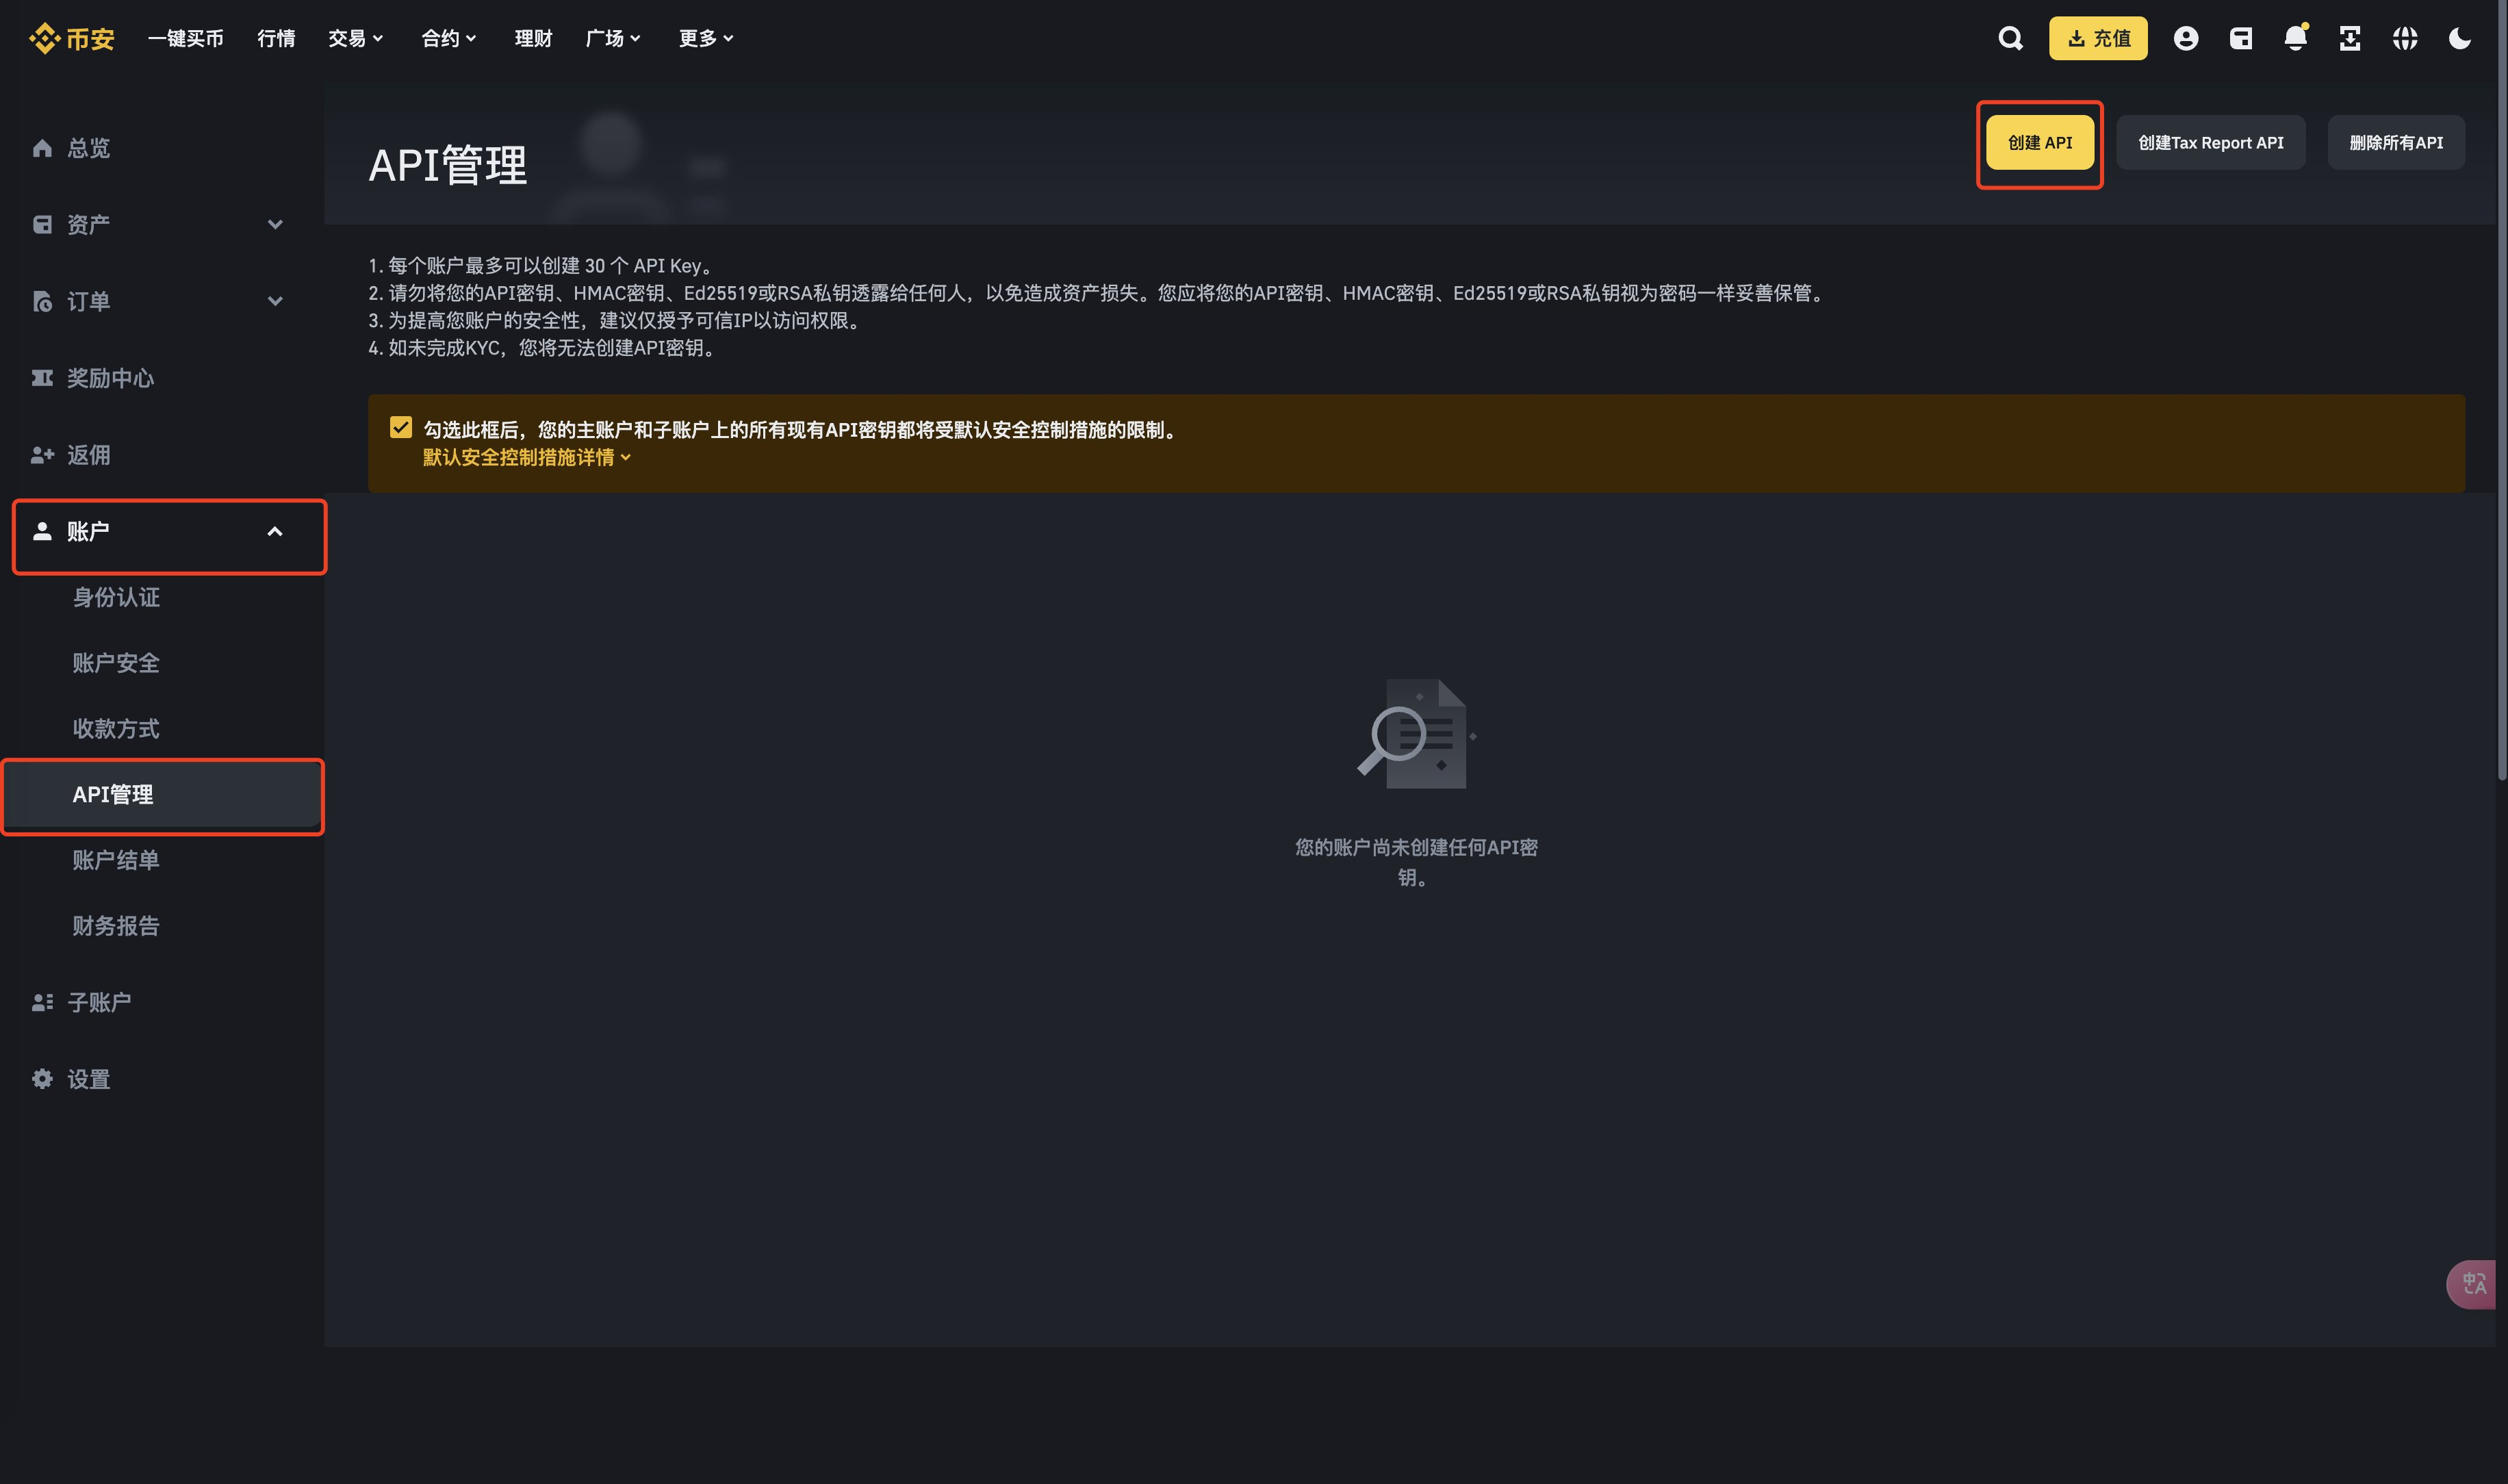 币安 一键买币 行情 交易 合约 理财 广场 更多 充值
总览
资产
订单
奖励中心
返佣
账户
身份认证
账户安全
收款方式
API管理
账户结单
财务报告
子账户
设置
API管理
创建 API 创建Tax Report API 删除所有API
1. 每个账户最多可以创建 30 个 API Key。
2. 请勿将您的API密钥、HMAC密钥、Ed25519或RSA私钥透露给任何人，以免造成资产损失。您应将您的API密钥、HMAC密钥、Ed25519或RSA私钥视为密码一样妥善保管。
3. 为提高您账户的安全性，建议仅授予可信IP以访问权限。
4. 如未完成KYC，您将无法创建API密钥。
勾选此框后，您的主账户和子账户上的所有现有API密钥都将受默认安全控制措施的限制。
默认安全控制措施详情
您的账户尚未创建任何API密
钥。
中A